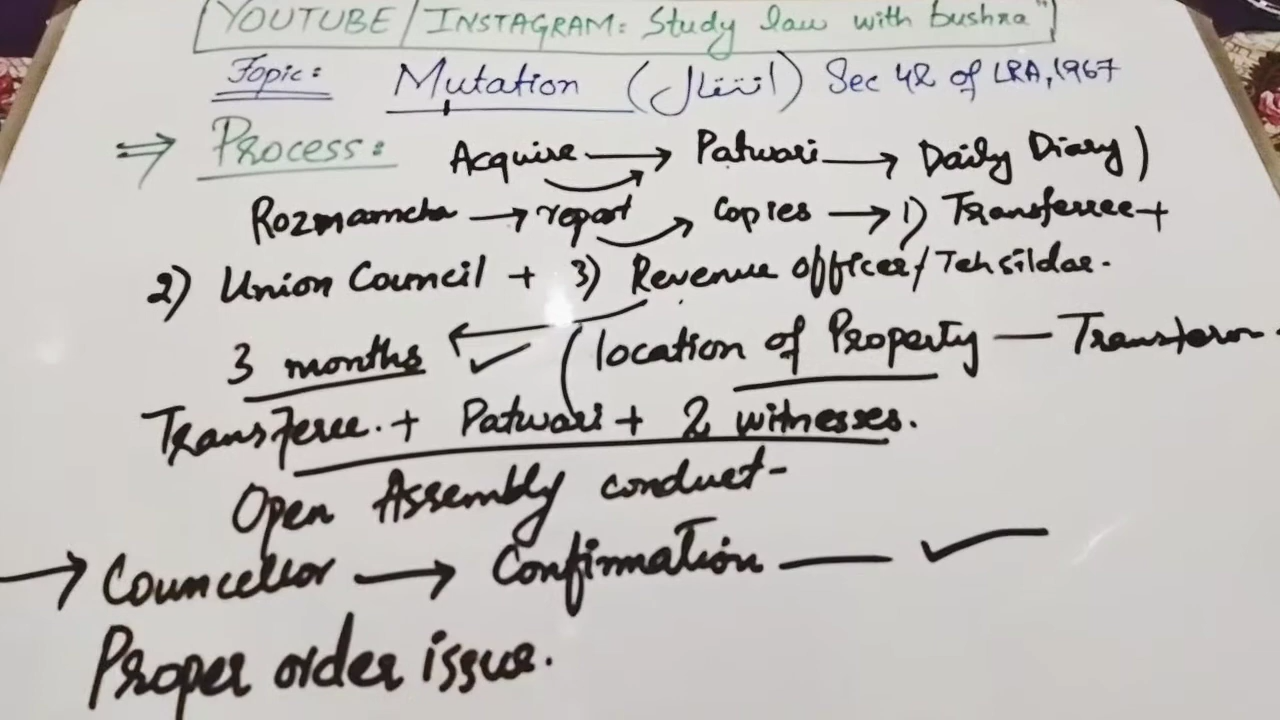 YOUTUBE/INSTAGRAM: Study law with bushra"
Topic: Mutation (انتقال) Sec 42 of LRA, 1967
⇒ Process: Acquire → Patwari → Daily Diary)
Rozmamcha → report → Copies → 1) Transferee +
2) Union Council + 3) Revenue officer/Tehsildar.
3 months ← ✓ (location of Property — Transferor
Transferee. + Patwari + 2 witnesses.
Open Assembly conduct-
→ Councellor → Confirmation — ✓
Proper order issue.